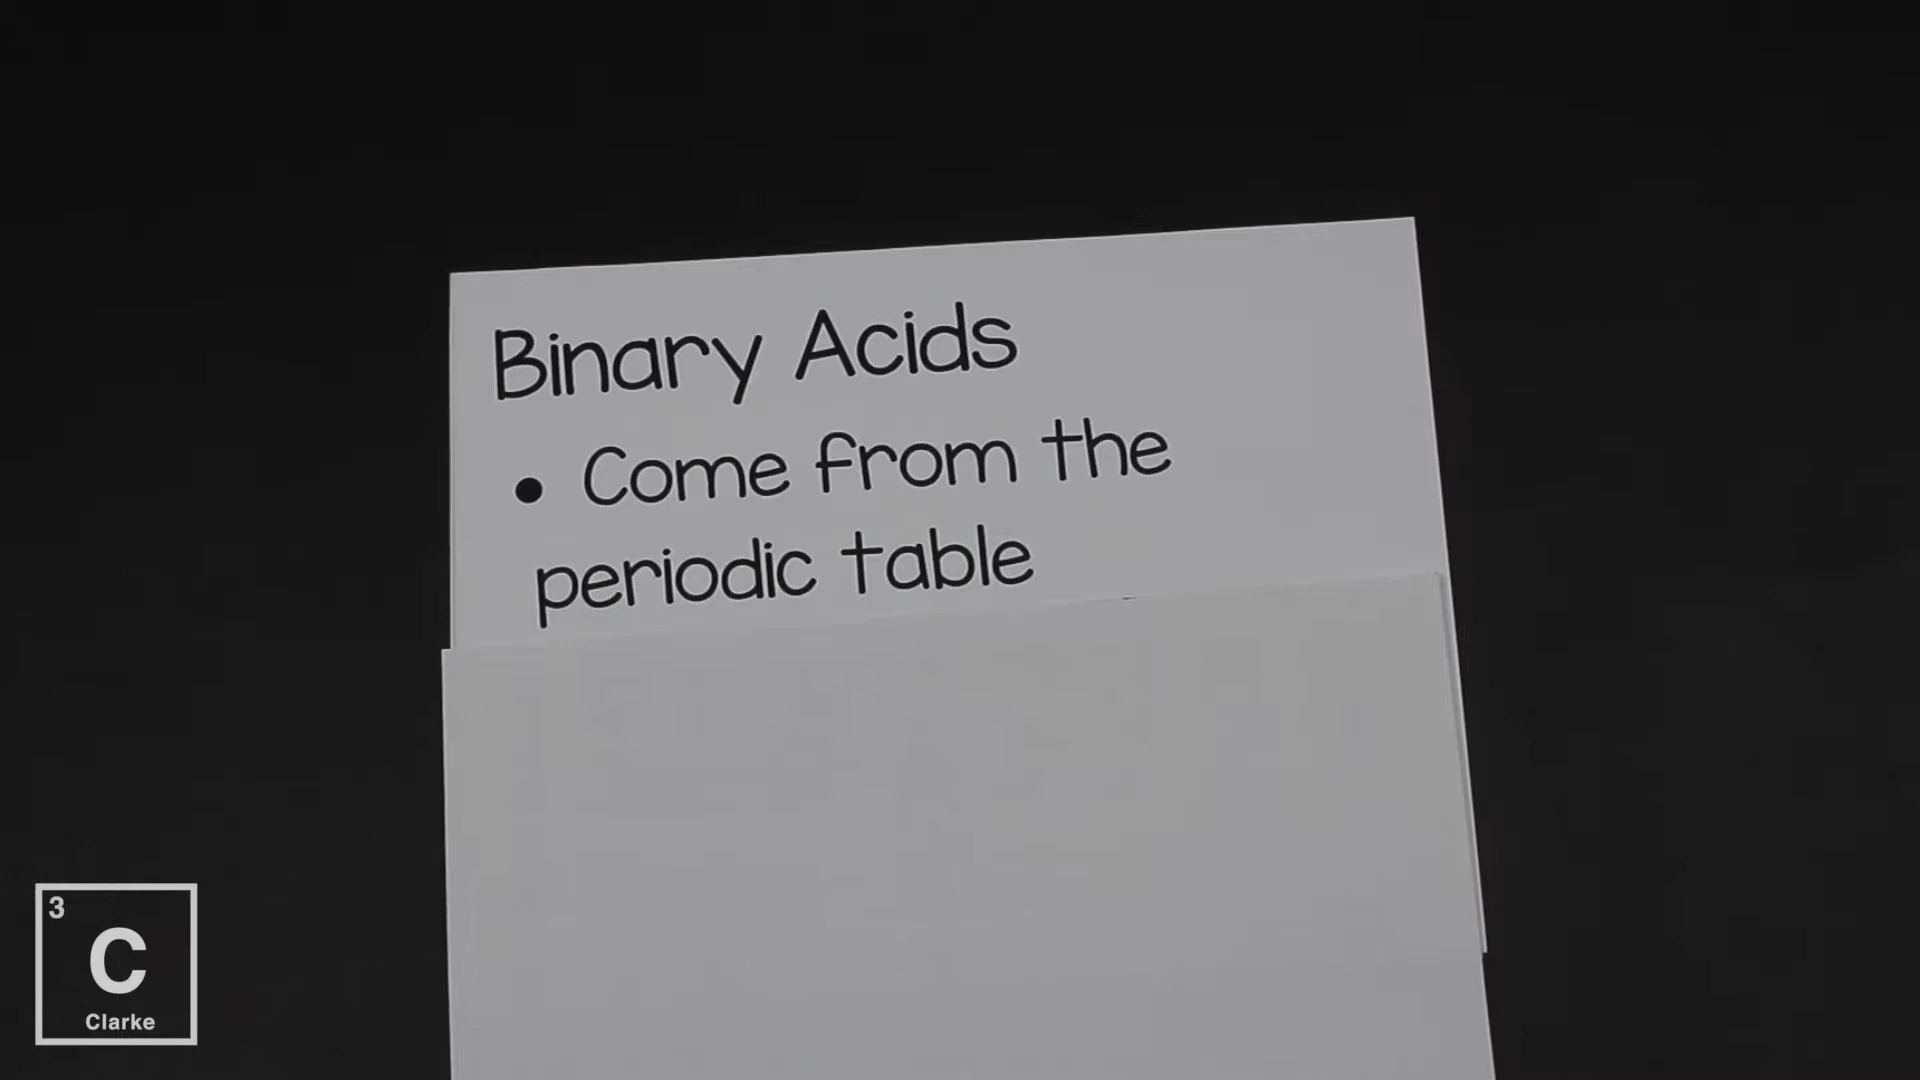 Binary Acids
• Come from the
periodic table
3
C
Clarke